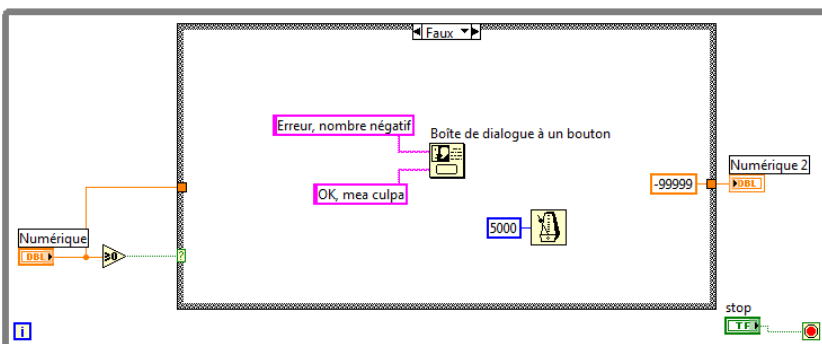 Faux
Erreur, nombre négatif
Boîte de dialogue à un bouton
OK, mea culpa
5000
-99999
Numérique 2
DBL
Numérique
DBL
≥0
?
stop
TF
i